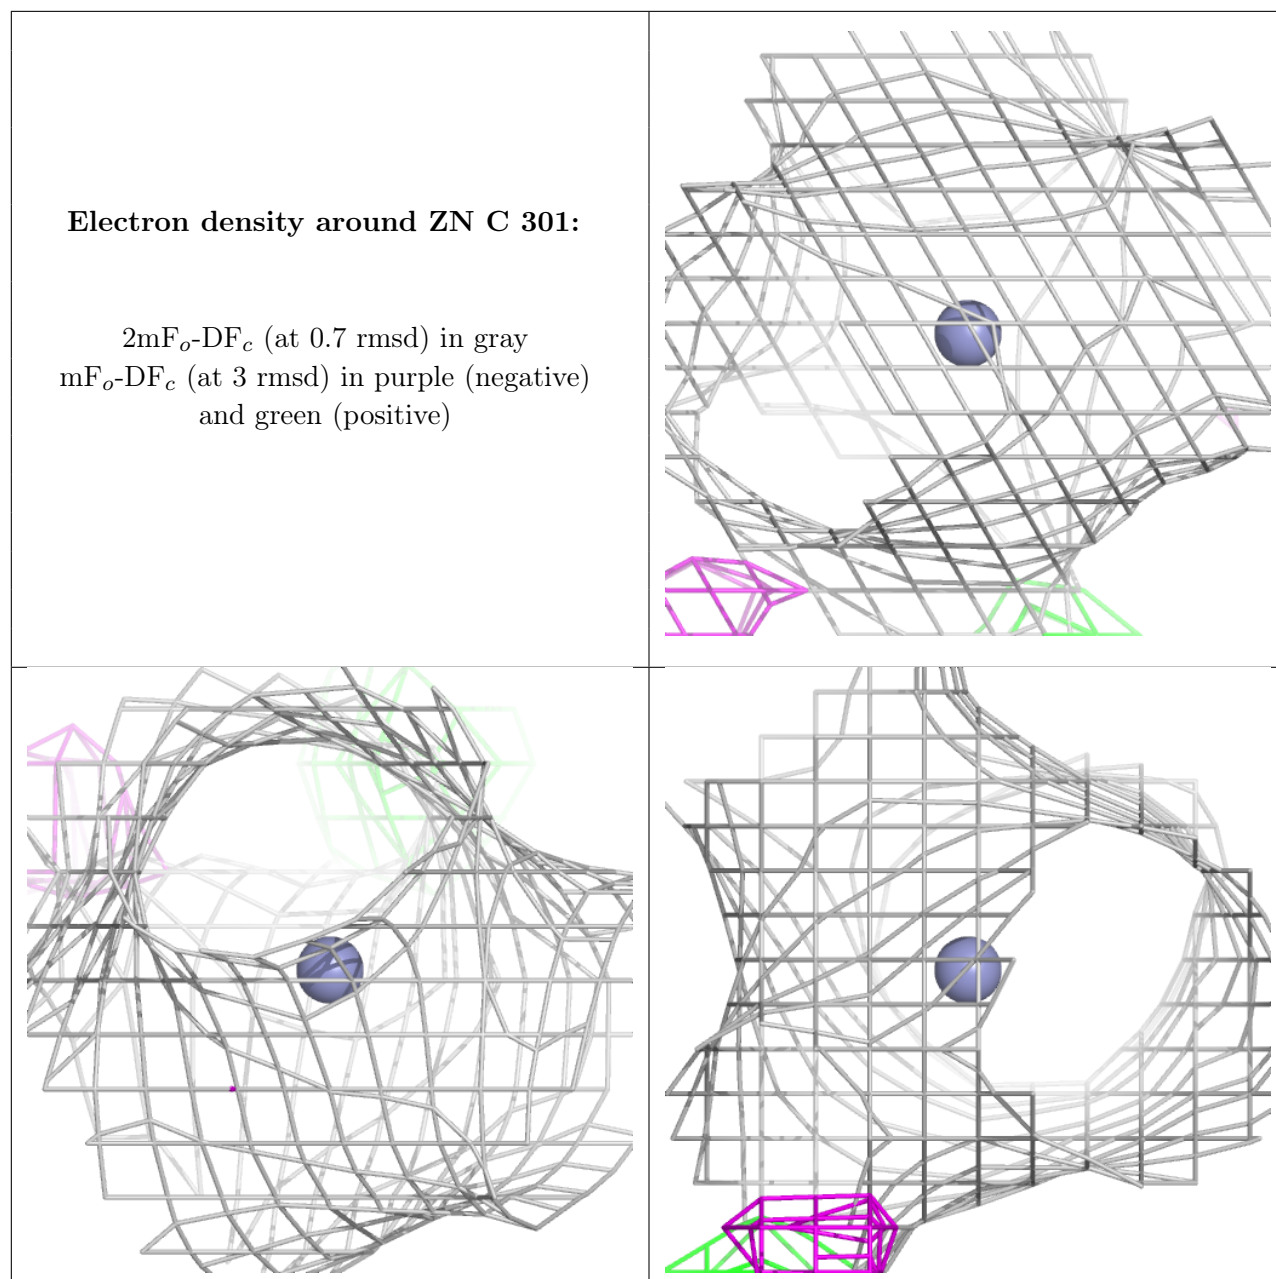 Electron density around ZN C 301:
2mFo-DFc (at 0.7 rmsd) in gray
mFo-DFc (at 3 rmsd) in purple (negative)
and green (positive)